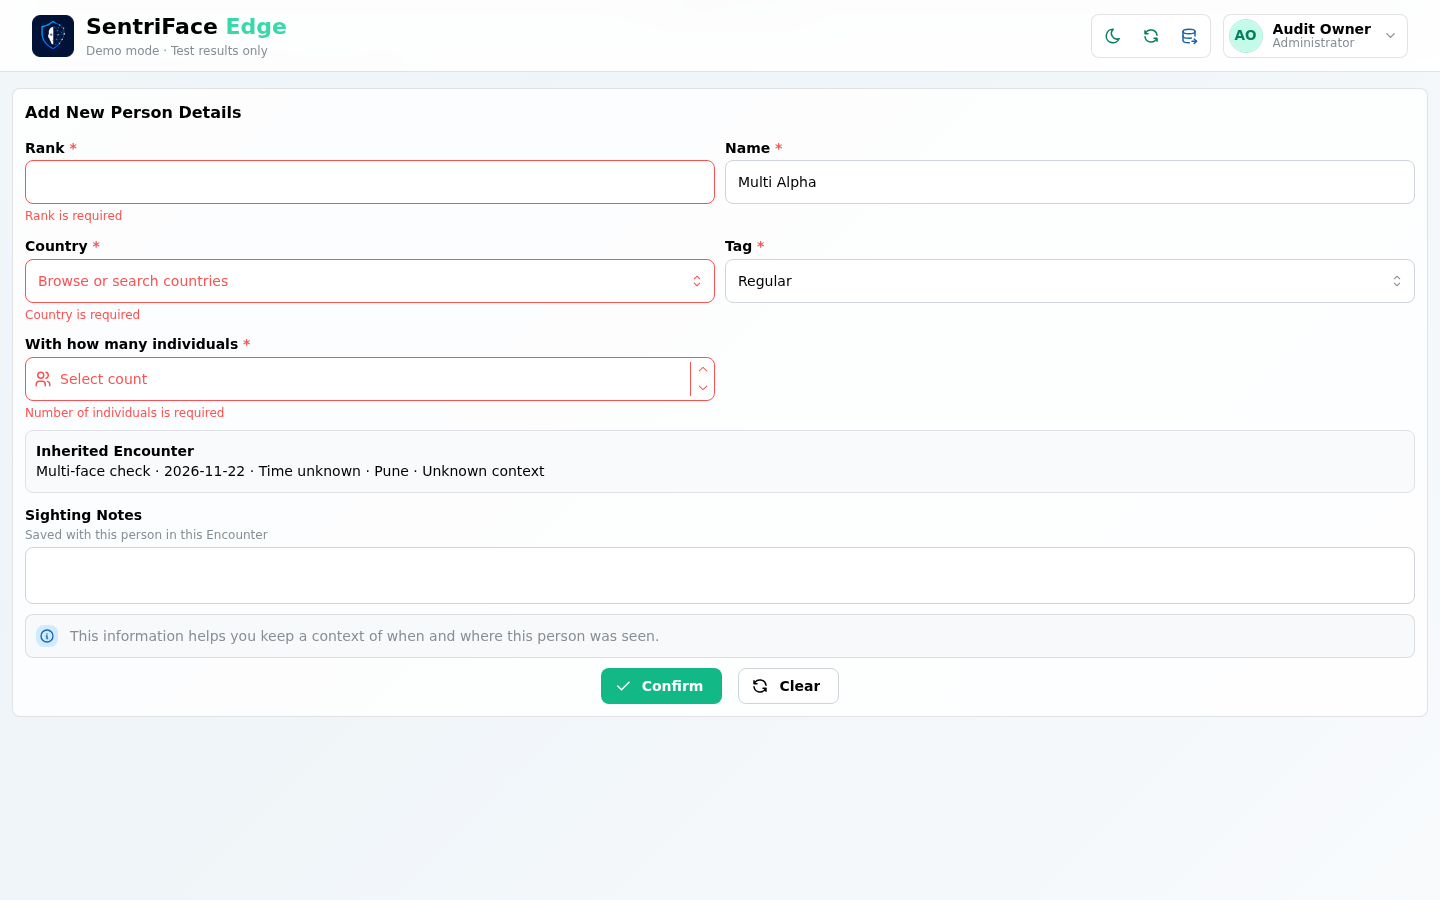 SentriFace Edge
Demo mode · Test results only
AO
Audit Owner
Administrator
Add New Person Details
Rank *
Name *
Multi Alpha
Rank is required
Country *
Tag *
Browse or search countries
Regular
Country is required
With how many individuals *
Select count
Number of individuals is required
Inherited Encounter
Multi-face check · 2026-11-22 · Time unknown · Pune · Unknown context
Sighting Notes
Saved with this person in this Encounter
This information helps you keep a context of when and where this person was seen.
Confirm
Clear